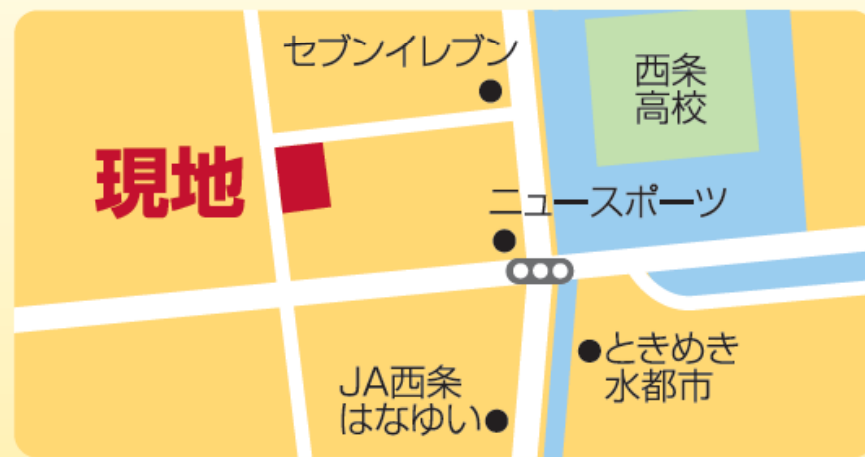 セブンイレブン
西条
高校
現地
ニュースポーツ
ときめき
水都市
JA西条
はなゆい